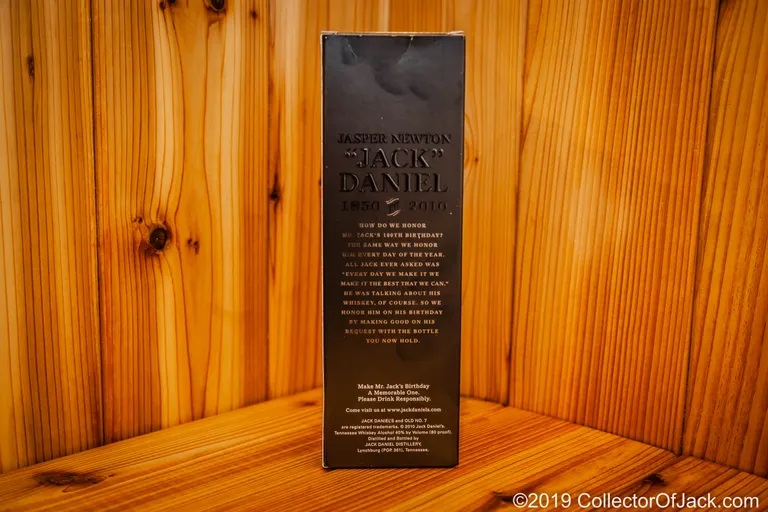 JASPER NEWTON
"JACK"
DANIEL
1850 2010
HOW DO WE HONOR
MR. JACK'S 160TH BIRTHDAY?
THE SAME WAY WE HONOR
HIM EVERY DAY OF THE YEAR.
ALL JACK EVER ASKED WAS
"EVERY DAY WE MAKE IT WE
MAKE IT THE BEST THAT WE CAN."
HE WAS TALKING ABOUT HIS
WHISKEY, OF COURSE. SO WE
HONOR HIM ON HIS BIRTHDAY
BY MAKING GOOD ON HIS
REQUEST WITH THE BOTTLE
YOU NOW HOLD.
Make Mr. Jack's Birthday
A Memorable One.
Please Drink Responsibly.
Come visit us at www.jackdaniels.com
JACK DANIEL'S and OLD NO. 7
are registered trademarks. © 2010 Jack Daniel's.
Tennessee Whiskey Alcohol 40% by Volume (80 proof).
Distilled and Bottled by
JACK DANIEL DISTILLERY,
Lynchburg (POP. 361), Tennessee.
©2019 CollectorOfJack.com